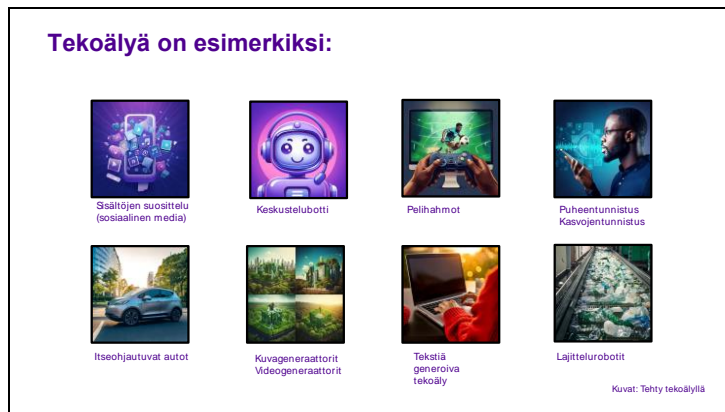 Tekoälyä on esimerkiksi:
Sisältöjen suosittelu
(sosiaalinen media)
Keskustelubotti
Pelihahmot
Puheentunnistus
Kasvojentunnistus
Itseohjautuvat autot
Kuvageneraattorit
Videogeneraattorit
Tekstiä
generoiva
tekoäly
Lajittelurobotit
Kuvat: Tehty tekoälyllä